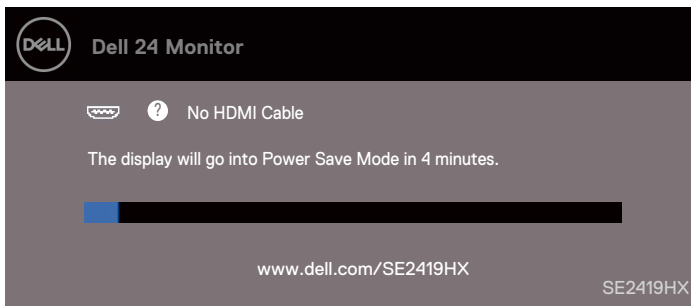 DELL
Dell 24 Monitor
? No HDMI Cable
The display will go into Power Save Mode in 4 minutes.
www.dell.com/SE2419HX
SE2419HX